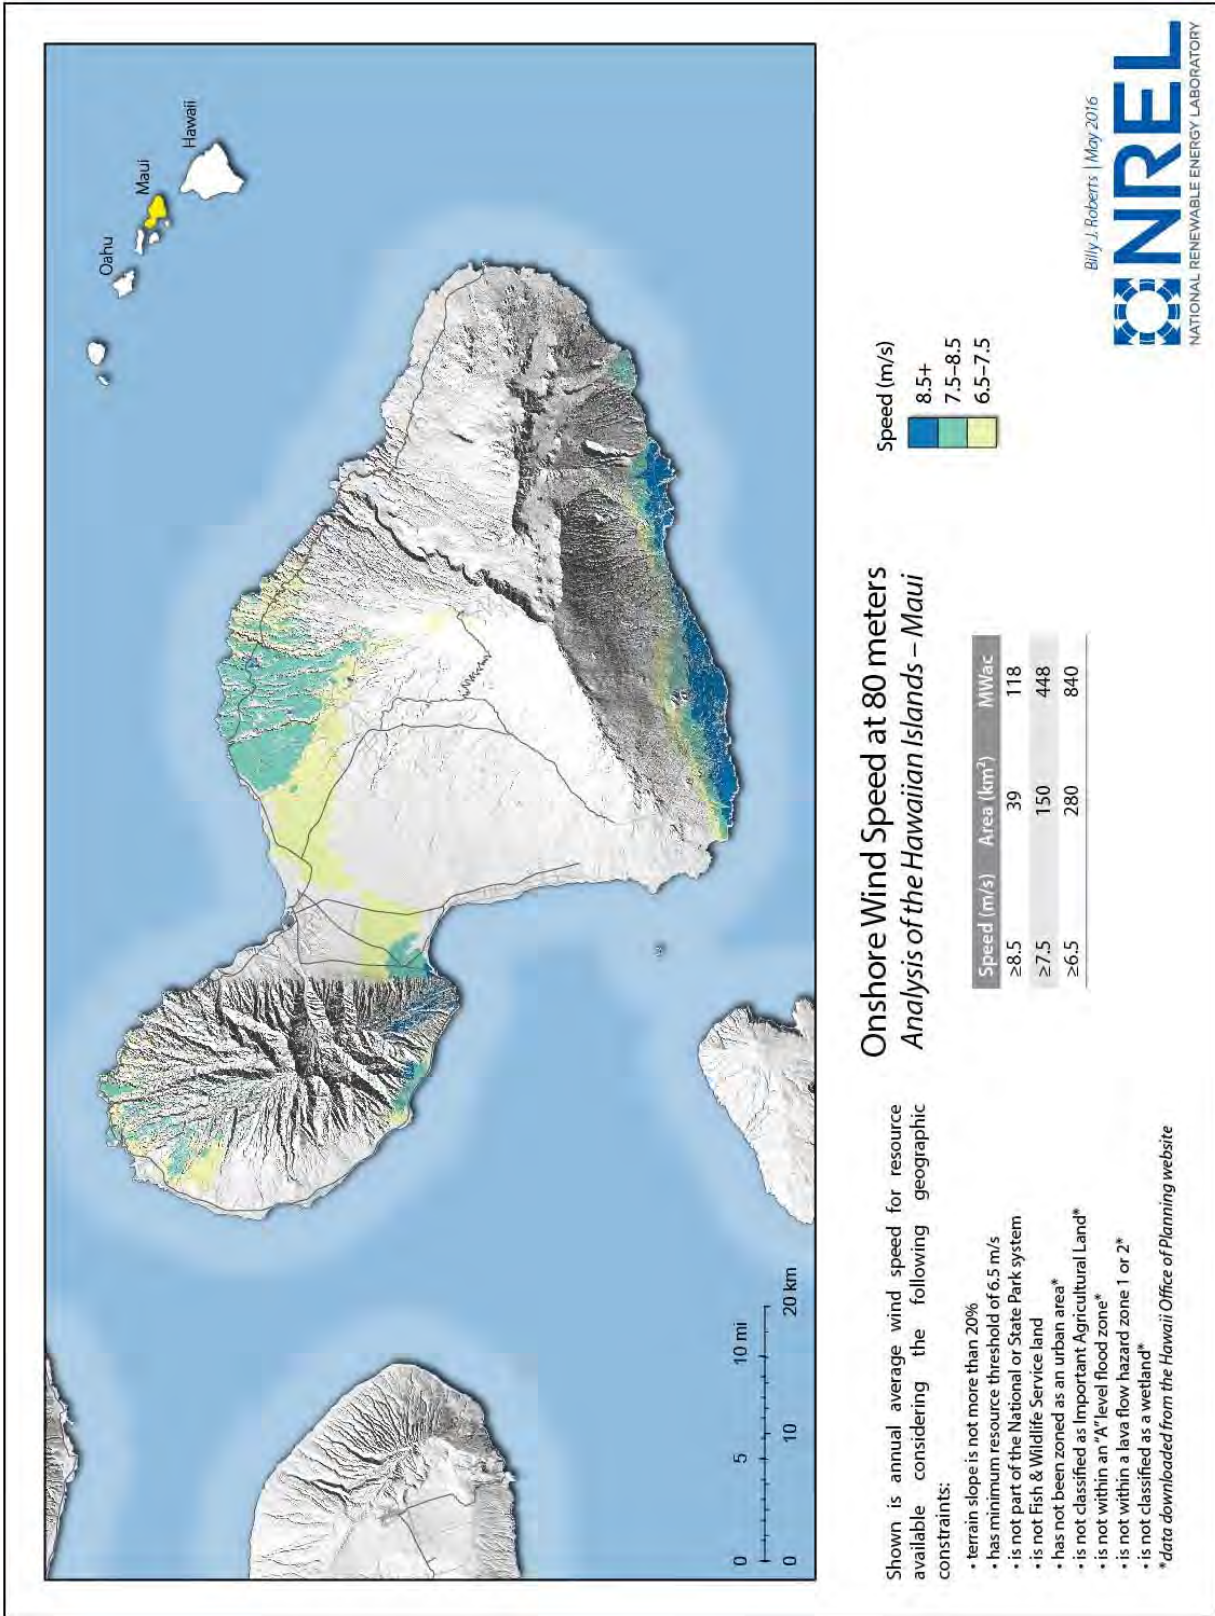 Oahu
Maui
Hawaii
0 5 10 mi
0 10 20 km
Shown is annual average wind speed for resource
available considering the following geographic
constraints:
• terrain slope is not more than 20%
• has minimum resource threshold of 6.5 m/s
• is not part of the National or State Park system
• is not Fish & Wildlife Service land
• has not been zoned as an urban area*
• is not classified as Important Agricultural Land*
• is not within an "A" level flood zone*
• is not within a lava flow hazard zone 1 or 2*
• is not classified as a wetland*
*data downloaded from the Hawaii Office of Planning website
Onshore Wind Speed at 80 meters
Analysis of the Hawaiian Islands – Maui
Speed (m/s) Area (km²) MWac
≥8.5 39 118
≥7.5 150 448
≥6.5 280 840
Speed (m/s)
8.5+
7.5–8.5
6.5–7.5
Billy J. Roberts | May 2016
NREL
NATIONAL RENEWABLE ENERGY LABORATORY